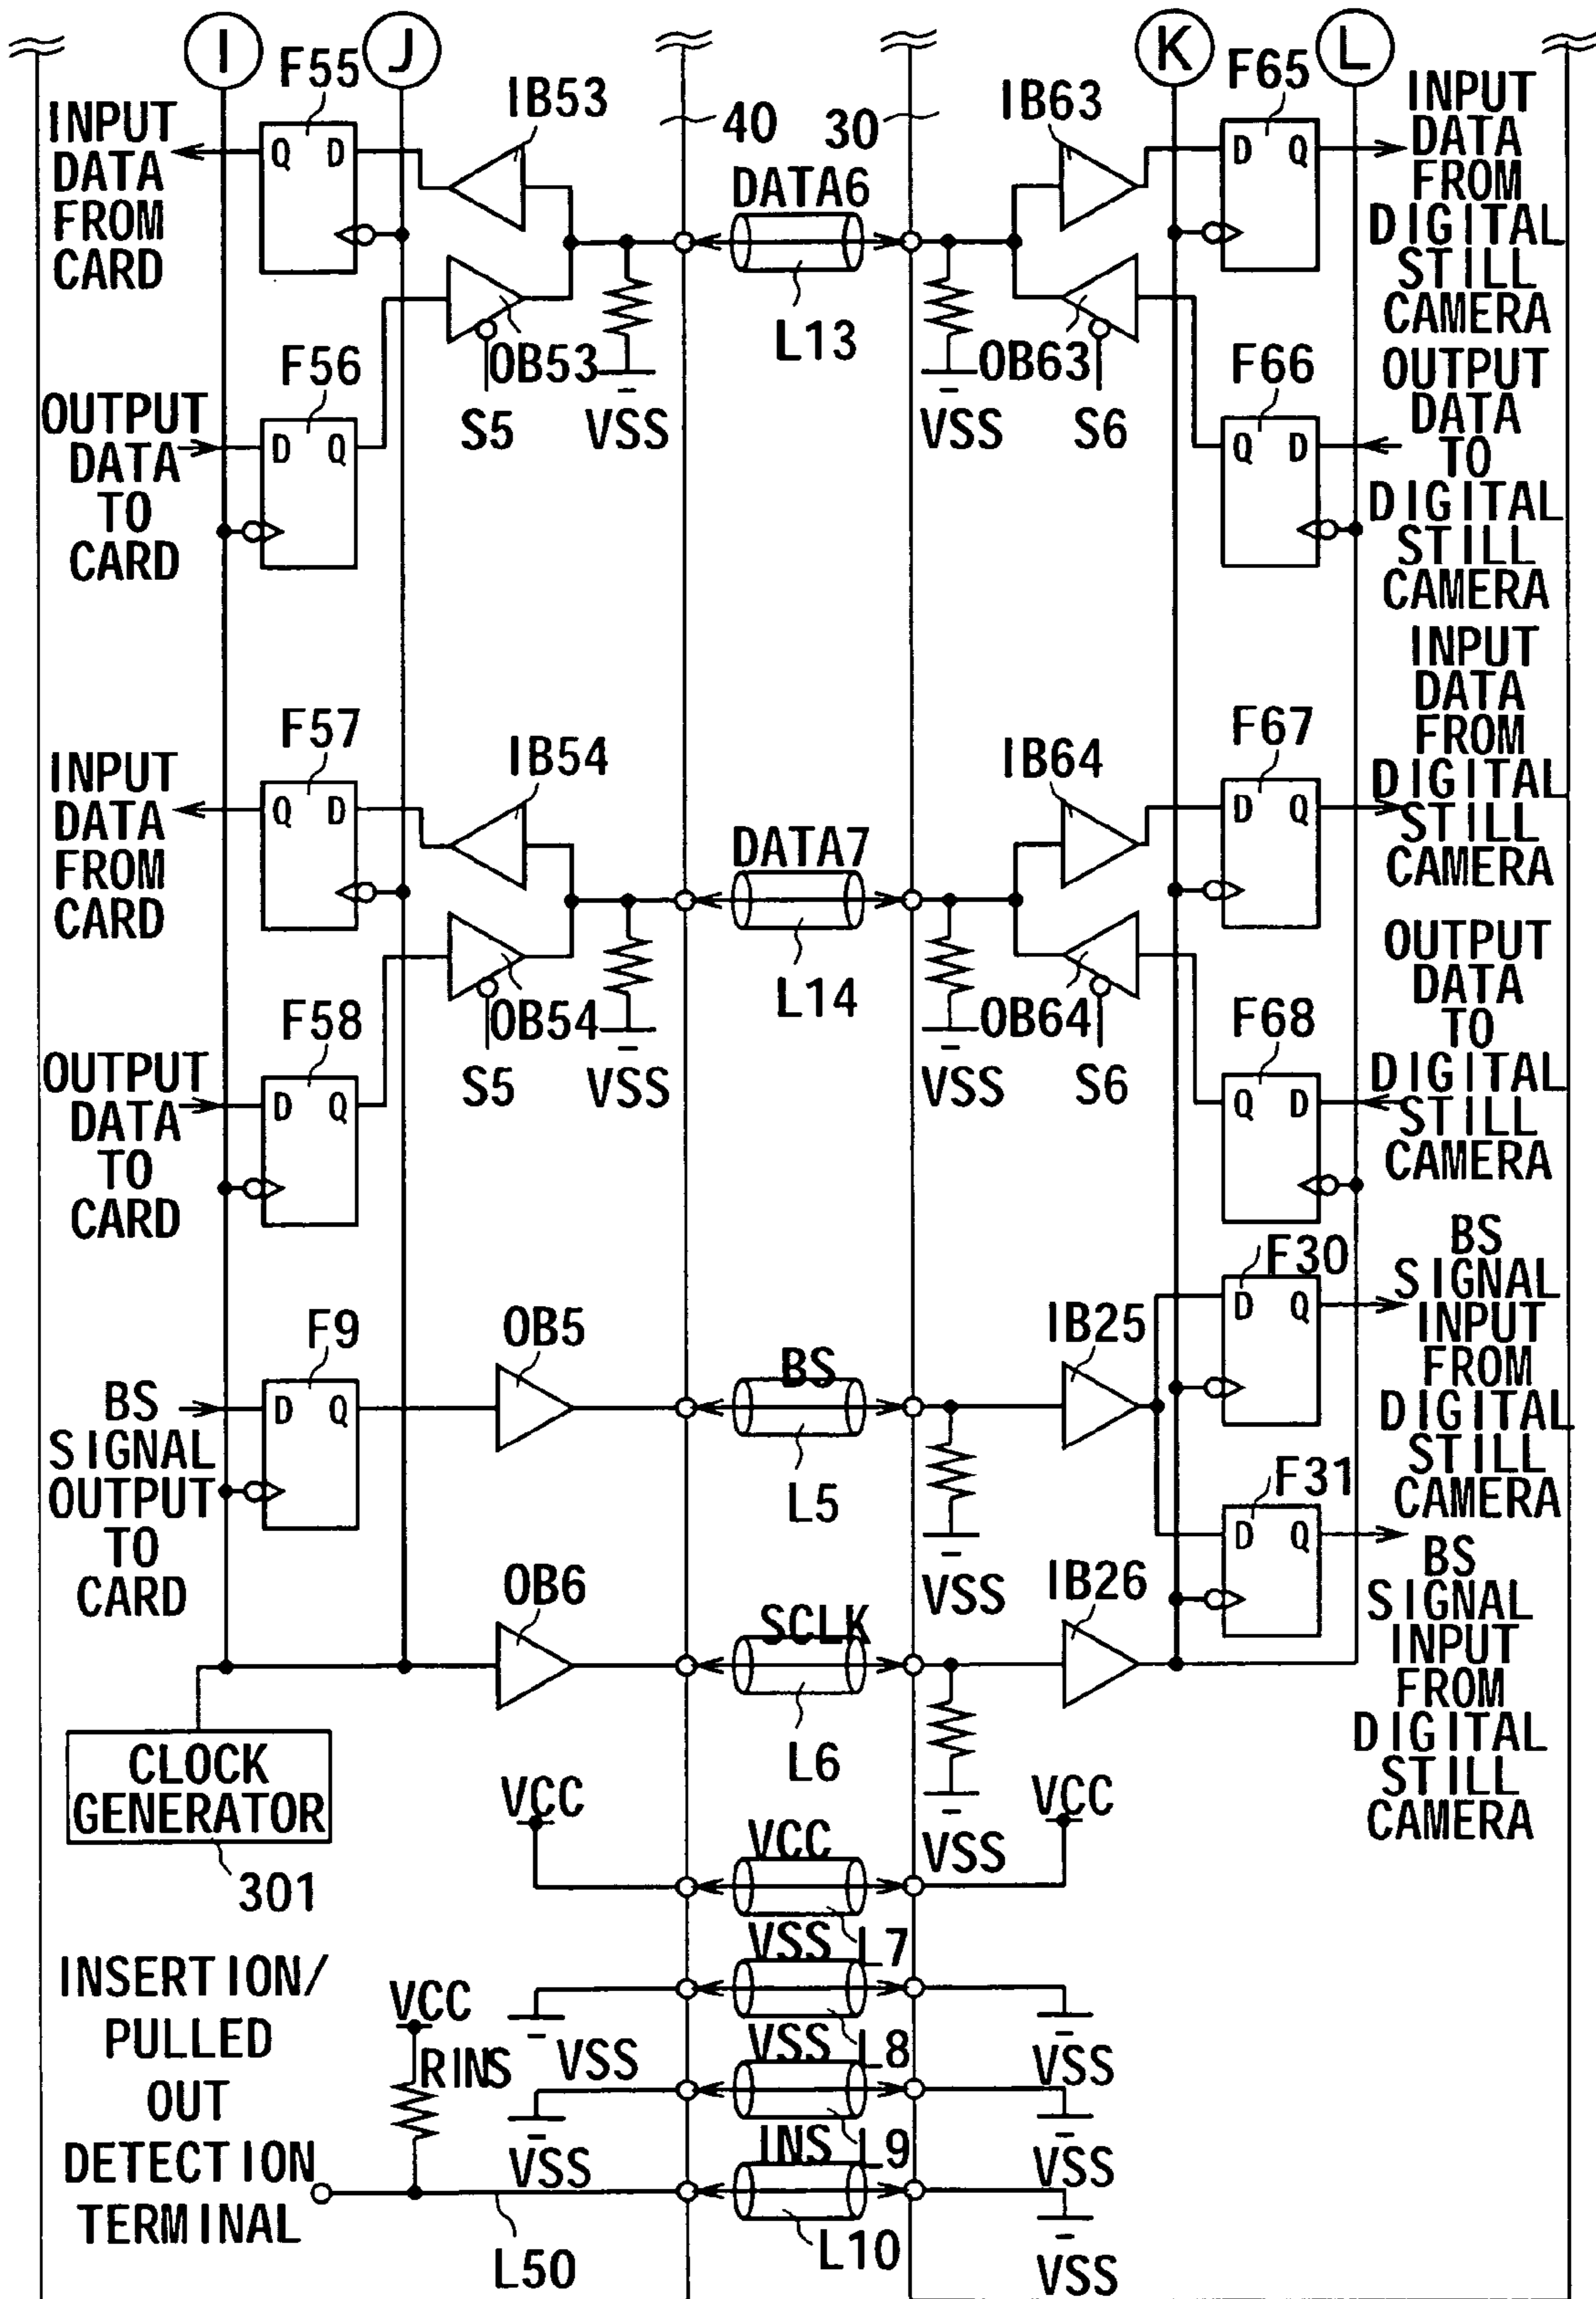 I
J
K
L
F55
IB53
40
30
IB63
F65
INPUT
DATA
FROM
CARD
Q D
DATA6
D Q
INPUT
DATA
FROM
DIGITAL
STILL
CAMERA
L13
F56
OB53
OB63
F66
S5
VSS
VSS
S6
OUTPUT
DATA
TO
CARD
D Q
Q D
OUTPUT
DATA
TO
DIGITAL
STILL
CAMERA
F57
IB54
IB64
F67
INPUT
DATA
FROM
CARD
Q D
DATA7
D Q
INPUT
DATA
FROM
DIGITAL
STILL
CAMERA
L14
F58
OB54
OB64
F68
S5
VSS
VSS
S6
OUTPUT
DATA
TO
CARD
D Q
Q D
OUTPUT
DATA
TO
DIGITAL
STILL
CAMERA
F9
OB5
BS
IB25
F30
BS
SIGNAL
OUTPUT
TO
CARD
D Q
D Q
BS
SIGNAL
INPUT
FROM
DIGITAL
STILL
CAMERA
L5
VSS
F31
D Q
BS
SIGNAL
INPUT
FROM
DIGITAL
STILL
CAMERA
OB6
SCLK
IB26
L6
VSS
CLOCK
GENERATOR
301
VCC
VCC
VCC
L7
VSS
VSS
VSS
L8
VSS
VSS
VSS
L9
INSERTION/
PULLED
OUT
DETECTION
TERMINAL
VCC
RINS
INS
L50
L10
VSS